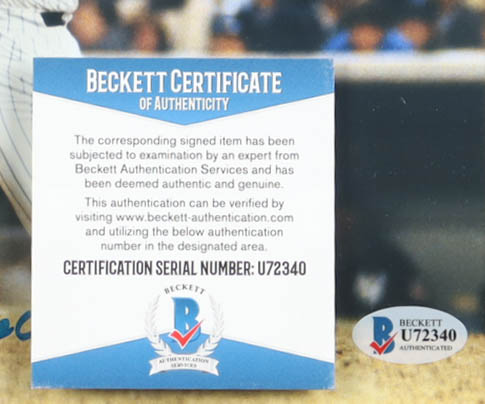 BECKETT CERTIFICATE
OF AUTHENTICITY
The corresponding signed item has been
subjected to examination by an expert from
Beckett Authentication Services and has
been deemed authentic and genuine.
This authentication can be verified by
visiting www.beckett-authentication.com
and utilizing the below authentication
number in the designated area.
CERTIFICATION SERIAL NUMBER: U72340
BECKETT
B
AUTHENTICATION
SERVICES
B
BECKETT
U72340
AUTHENTICATED